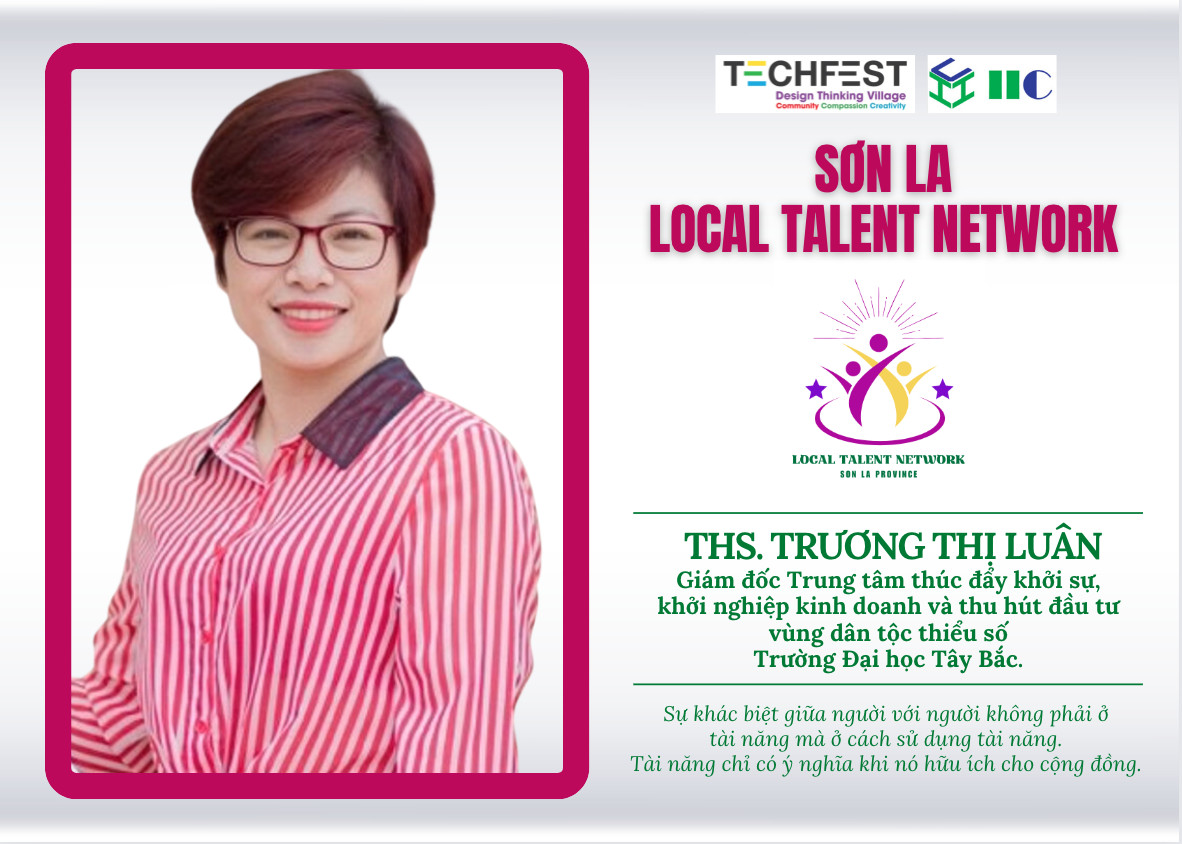 TECHFEST
Design Thinking Village
Community Compassion Creativity
IIC
SƠN LA
LOCAL TALENT NETWORK
LOCAL TALENT NETWORK
SƠN LA PROVINCE
THS. TRƯƠNG THỊ LUÂN
Giám đốc Trung tâm thúc đẩy khởi sự,
khởi nghiệp kinh doanh và thu hút đầu tư
vùng dân tộc thiểu số
Trường Đại học Tây Bắc.
Sự khác biệt giữa người với người không phải ở
tài năng mà ở cách sử dụng tài năng.
Tài năng chỉ có ý nghĩa khi nó hữu ích cho cộng đồng.